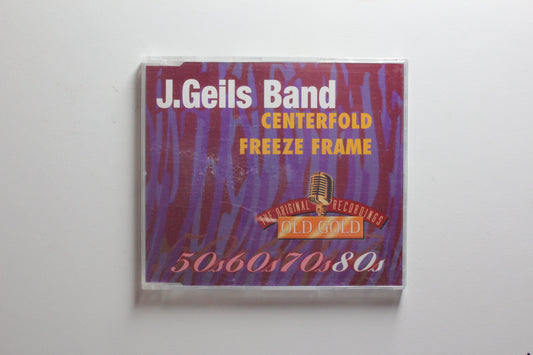 J.Geils Band
CENTERFOLD
FREEZE FRAME
THE ORIGINAL RECORDINGS
OLD GOLD
50s60s70s80s